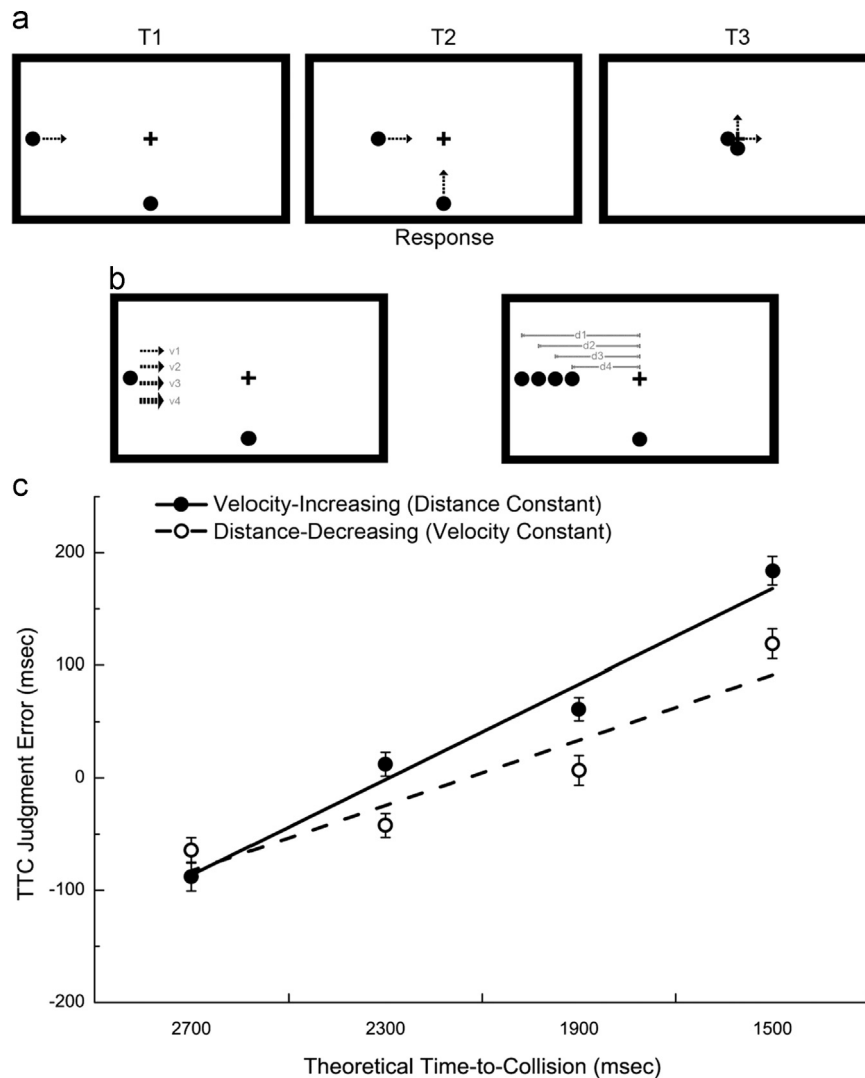 a
T1 T2 T3
Response
b
v1
v2
v3
v4
d1
d2
d3
d4
c
Velocity-Increasing (Distance Constant)
Distance-Decreasing (Velocity Constant)
200
100
0
-100
-200
TTC Judgment Error (msec)
2700 2300 1900 1500
Theoretical Time-to-Collision (msec)